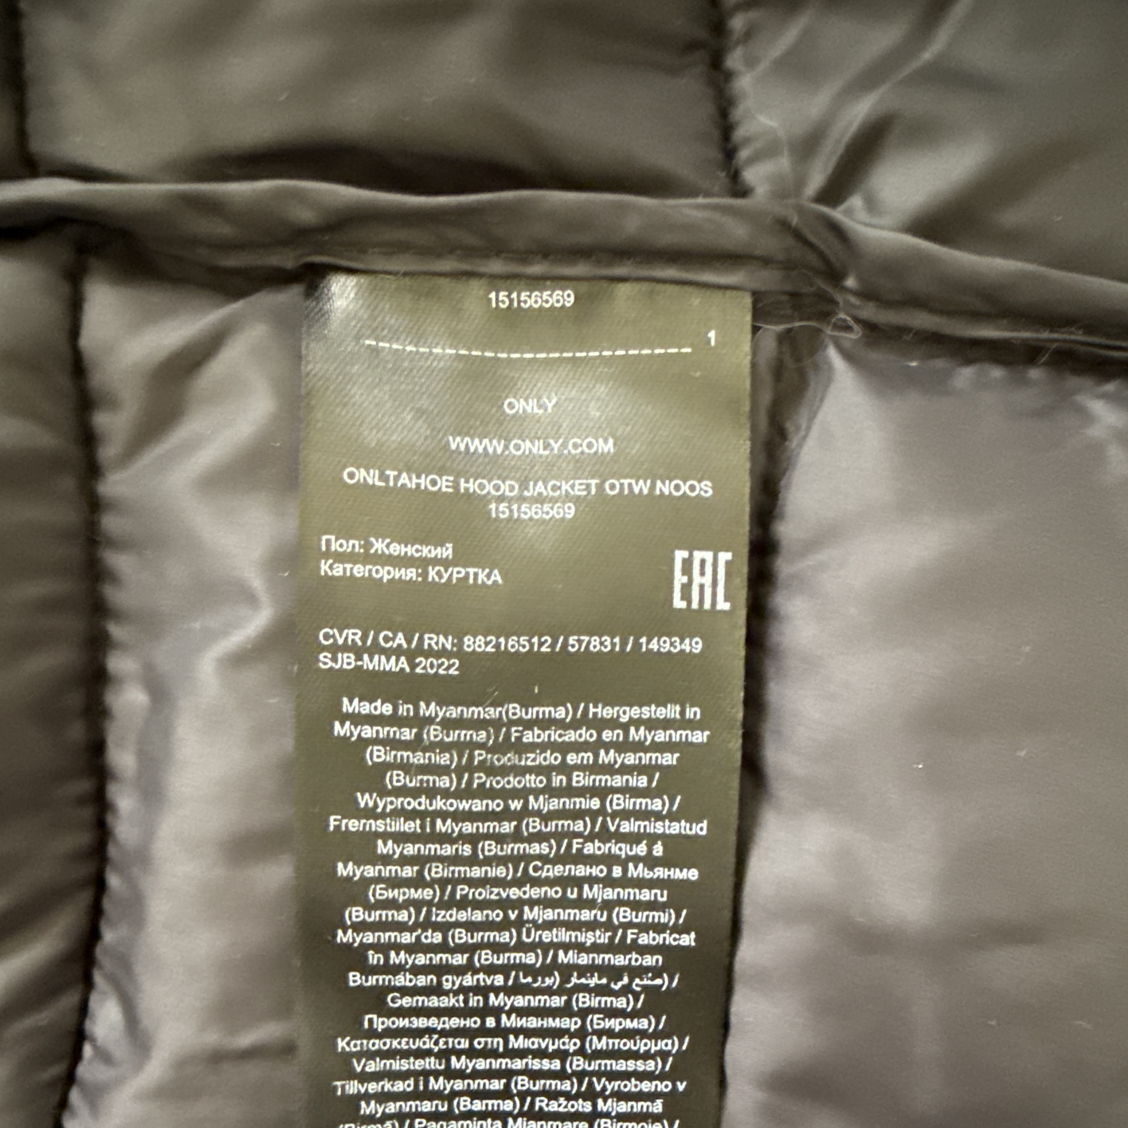 15156569
1
ONLY
WWW.ONLY.COM
ONLTAHOE HOOD JACKET OTW NOOS
15156569
Пол: Женский
Категория: КУРТКА
EAC
CVR / CA / RN: 88216512 / 57831 / 149349
SJB-MMA 2022
Made in Myanmar(Burma) / Hergestellt in
Myanmar (Burma) / Fabricado en Myanmar
(Birmania) / Produzido em Myanmar
(Burma) / Prodotto in Birmania /
Wyprodukowano w Mjanmie (Birma) /
Fremstillet i Myanmar (Burma) / Valmistatud
Myanmaris (Burmas) / Fabriqué à
Myanmar (Birmanie) / Сделано в Мьянме
(Бирме) / Proizvedeno u Mjanmaru
(Burma) / Izdelano v Mjanmaru (Burmi) /
Myanmar'da (Burma) Üretilmiştir / Fabricat
în Myanmar (Burma) / Mianmarban
Burmában gyártva / صنع في ماينمار (بورما) /
Gemaakt in Myanmar (Birma) /
Произведено в Мианмар (Бирма) /
Κατασκευάζεται στη Μιανμάρ (Μπούρμα) /
Valmistettu Myanmarissa (Burmassa) /
Tillverkad i Myanmar (Burma) / Vyrobeno v
Myanmaru (Barma) / Ražots Mjanmā
(Birmā) / Pagaminta Mianmare (Birmoje) /